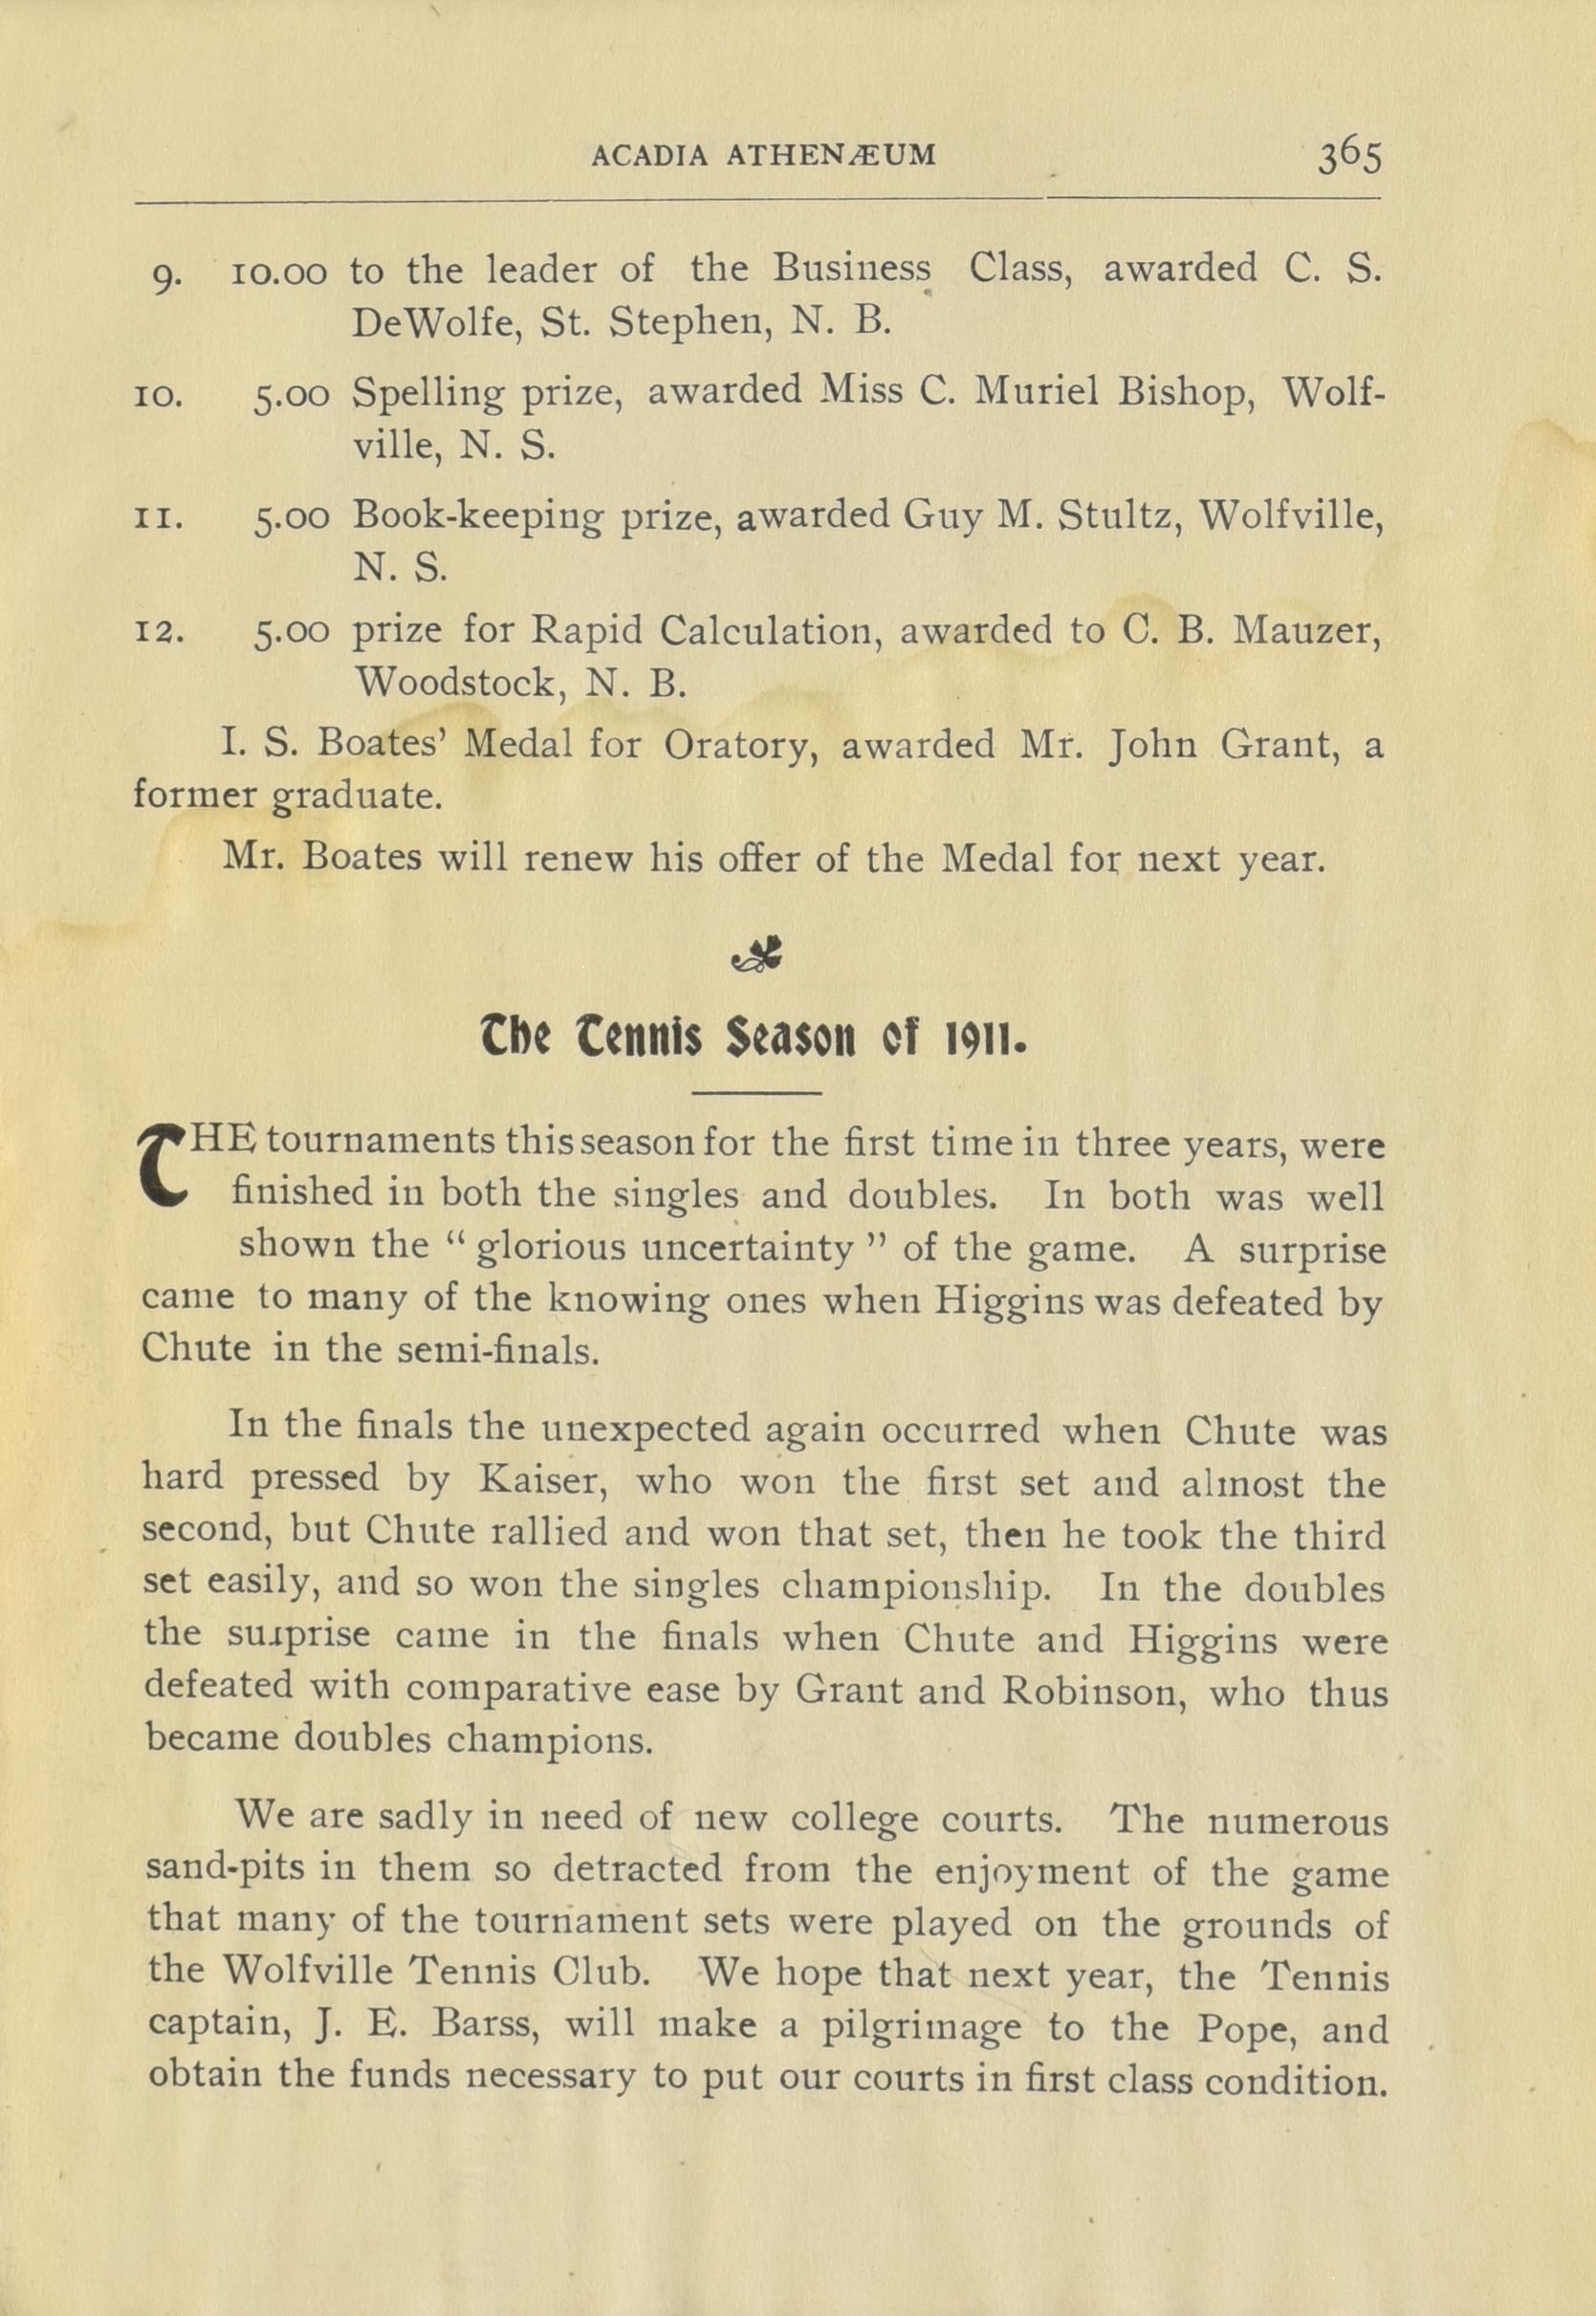 ACADIA ATHENÆUM 365
9. 10.00 to the leader of the Business Class, awarded C. S.
DeWolfe, St. Stephen, N. B.
10. 5.00 Spelling prize, awarded Miss C. Muriel Bishop, Wolf-
ville, N. S.
11. 5.00 Book-keeping prize, awarded Guy M. Stultz, Wolfville,
N. S.
12. 5.00 prize for Rapid Calculation, awarded to C. B. Mauzer,
Woodstock, N. B.
I. S. Boates’ Medal for Oratory, awarded Mr. John Grant, a
former graduate.
Mr. Boates will renew his offer of the Medal for next year.
The Tennis Season of 1911.
THE tournaments this season for the first time in three years, were
finished in both the singles and doubles. In both was well
shown the “ glorious uncertainty ” of the game. A surprise
came to many of the knowing ones when Higgins was defeated by
Chute in the semi-finals.
In the finals the unexpected again occurred when Chute was
hard pressed by Kaiser, who won the first set and almost the
second, but Chute rallied and won that set, then he took the third
set easily, and so won the singles championship. In the doubles
the surprise came in the finals when Chute and Higgins were
defeated with comparative ease by Grant and Robinson, who thus
became doubles champions.
We are sadly in need of new college courts. The numerous
sand-pits in them so detracted from the enjoyment of the game
that many of the tournament sets were played on the grounds of
the Wolfville Tennis Club. We hope that next year, the Tennis
captain, J. E. Barss, will make a pilgrimage to the Pope, and
obtain the funds necessary to put our courts in first class condition.